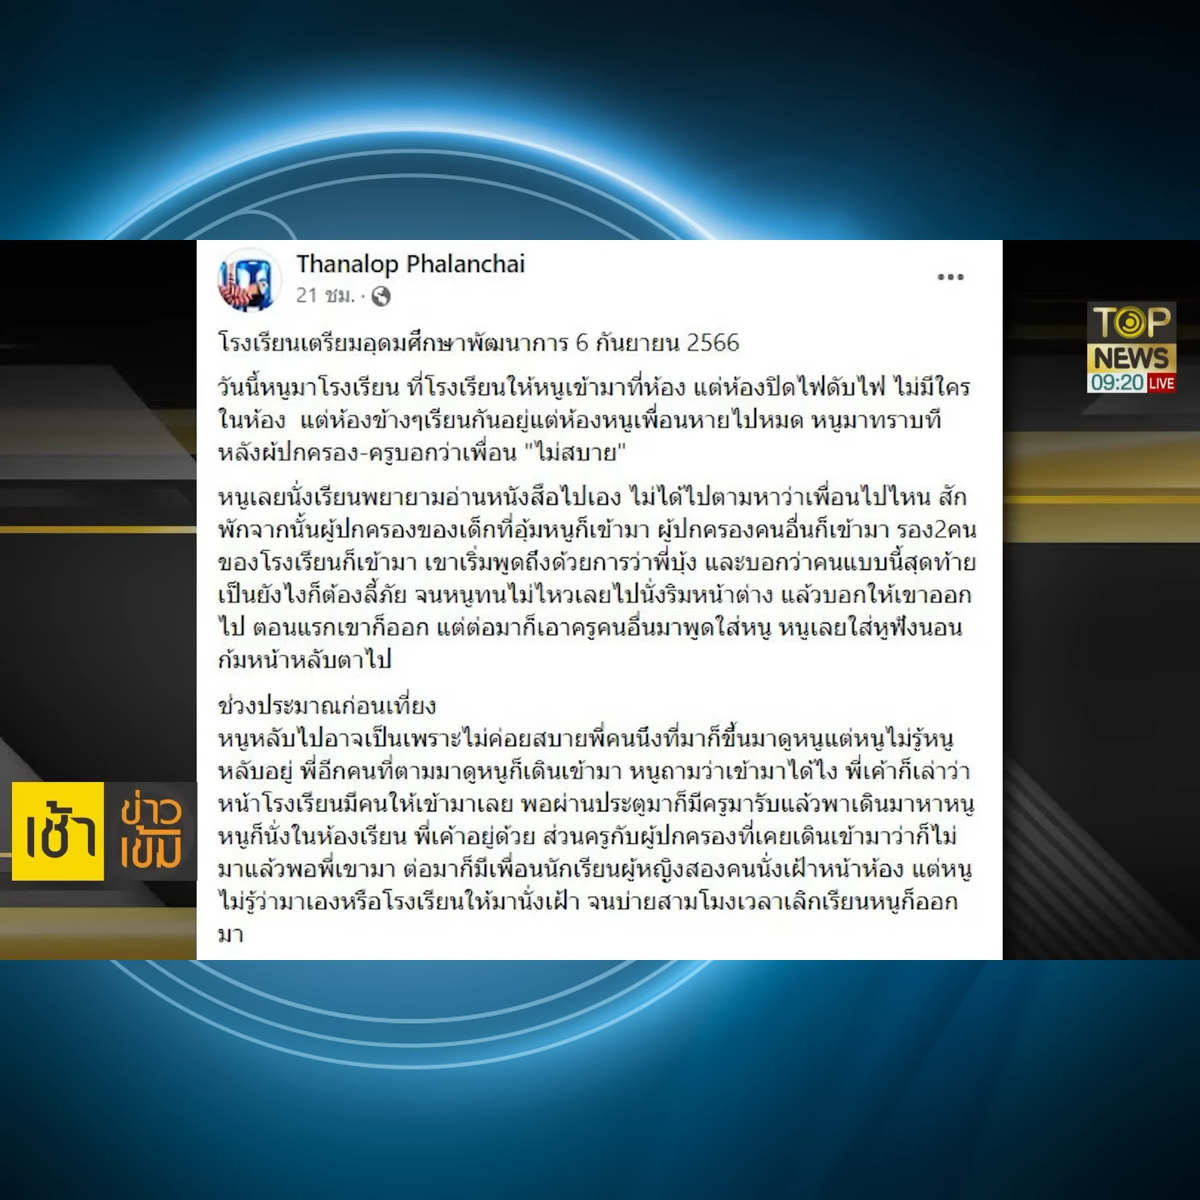 Thanalop Phalanchai
21 ชม. ·
โรงเรียนเตรียมอุดมศึกษาพัฒนาการ 6 กันยายน 2566
วันนี้หนูมาโรงเรียน ที่โรงเรียนให้หนูเข้ามาที่ห้อง แต่ห้องปิดไฟดับไฟ ไม่มีใคร
ในห้อง แต่ห้องข้างๆเรียนกันอยู่แต่ห้องหนูเพื่อนหายไปหมด หนูมาทราบที
หลังผ้ปกครอง-ครูบอกว่าเพื่อน "ไม่สบาย"
หนูเลยนั่งเรียนพยายามอ่านหนังสือไปเอง ไม่ได้ไปตามหาว่าเพื่อนไปไหน สัก
พักจากนั้นผู้ปกครองของเด็กที่อุ้มหนูก็เข้ามา ผู้ปกครองคนอื่นก็เข้ามา รอง2คน
ของโรงเรียนก็เข้ามา เขาเริ่มพูดถึงด้วยการว่าพี่บุ้ง และบอกว่าคนแบบนี้สุดท้าย
เป็นยังไงก็ต้องลี้ภัย จนหนูทนไม่ไหวเลยไปนั่งริมหน้าต่าง แล้วบอกให้เขาออก
ไป ตอนแรกเขาก็ออก แต่ต่อมาก็เอาครูคนอื่นมาพูดใส่หนู หนูเลยใส่หูฟังนอน
ก้มหน้าหลับตาไป
ช่วงประมาณก่อนเที่ยง
หนูหลับไปอาจเป็นเพราะไม่ค่อยสบายพี่คนนึงที่มาก็ขึ้นมาดูหนูแต่หนูไม่รู้หนู
หลับอยู่ พี่อีกคนที่ตามมาดูหนูก็เดินเข้ามา หนูถามว่าเข้ามาได้ไง พี่เค้าก็เล่าว่า
หน้าโรงเรียนมีคนให้เข้ามาเลย พอผ่านประตูมาก็มีครูมารับแล้วพาเดินมาหาหนู
หนูก็นั่งในห้องเรียน พี่เค้าอยู่ด้วย ส่วนครูกับผู้ปกครองที่เคยเดินเข้ามาว่าก็ไม่
มาแล้วพอพี่เขามา ต่อมาก็มีเพื่อนนักเรียนผู้หญิงสองคนนั่งเฝ้าหน้าห้อง แต่หนู
ไม่รู้ว่ามาเองหรือโรงเรียนให้มานั่งเฝ้า จนบ่ายสามโมงเวลาเลิกเรียนหนูก็ออก
มา
TOP
NEWS
09:20 LIVE
เช้า
ข่าว
เข้ม